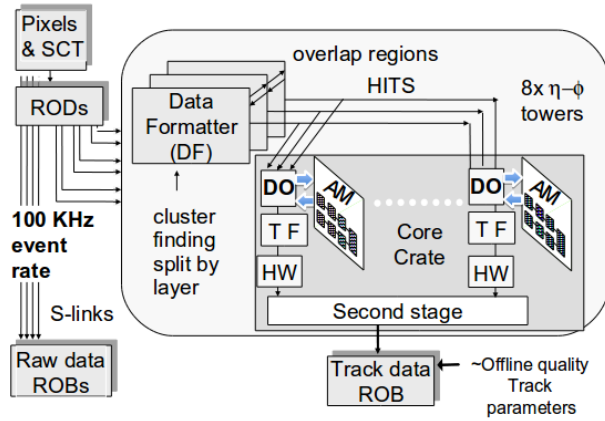 Pixels
& SCT
RODs
100 KHz
event
rate
S-links
Raw data
ROBs
overlap regions
HITS
8x η−ϕ
towers
Data
Formatter
(DF)
cluster
finding
split by
layer
DO
AM
T F
HW
Core
Crate
DO
AM
T F
HW
Second stage
Track data
ROB
~Offline quality
Track
parameters